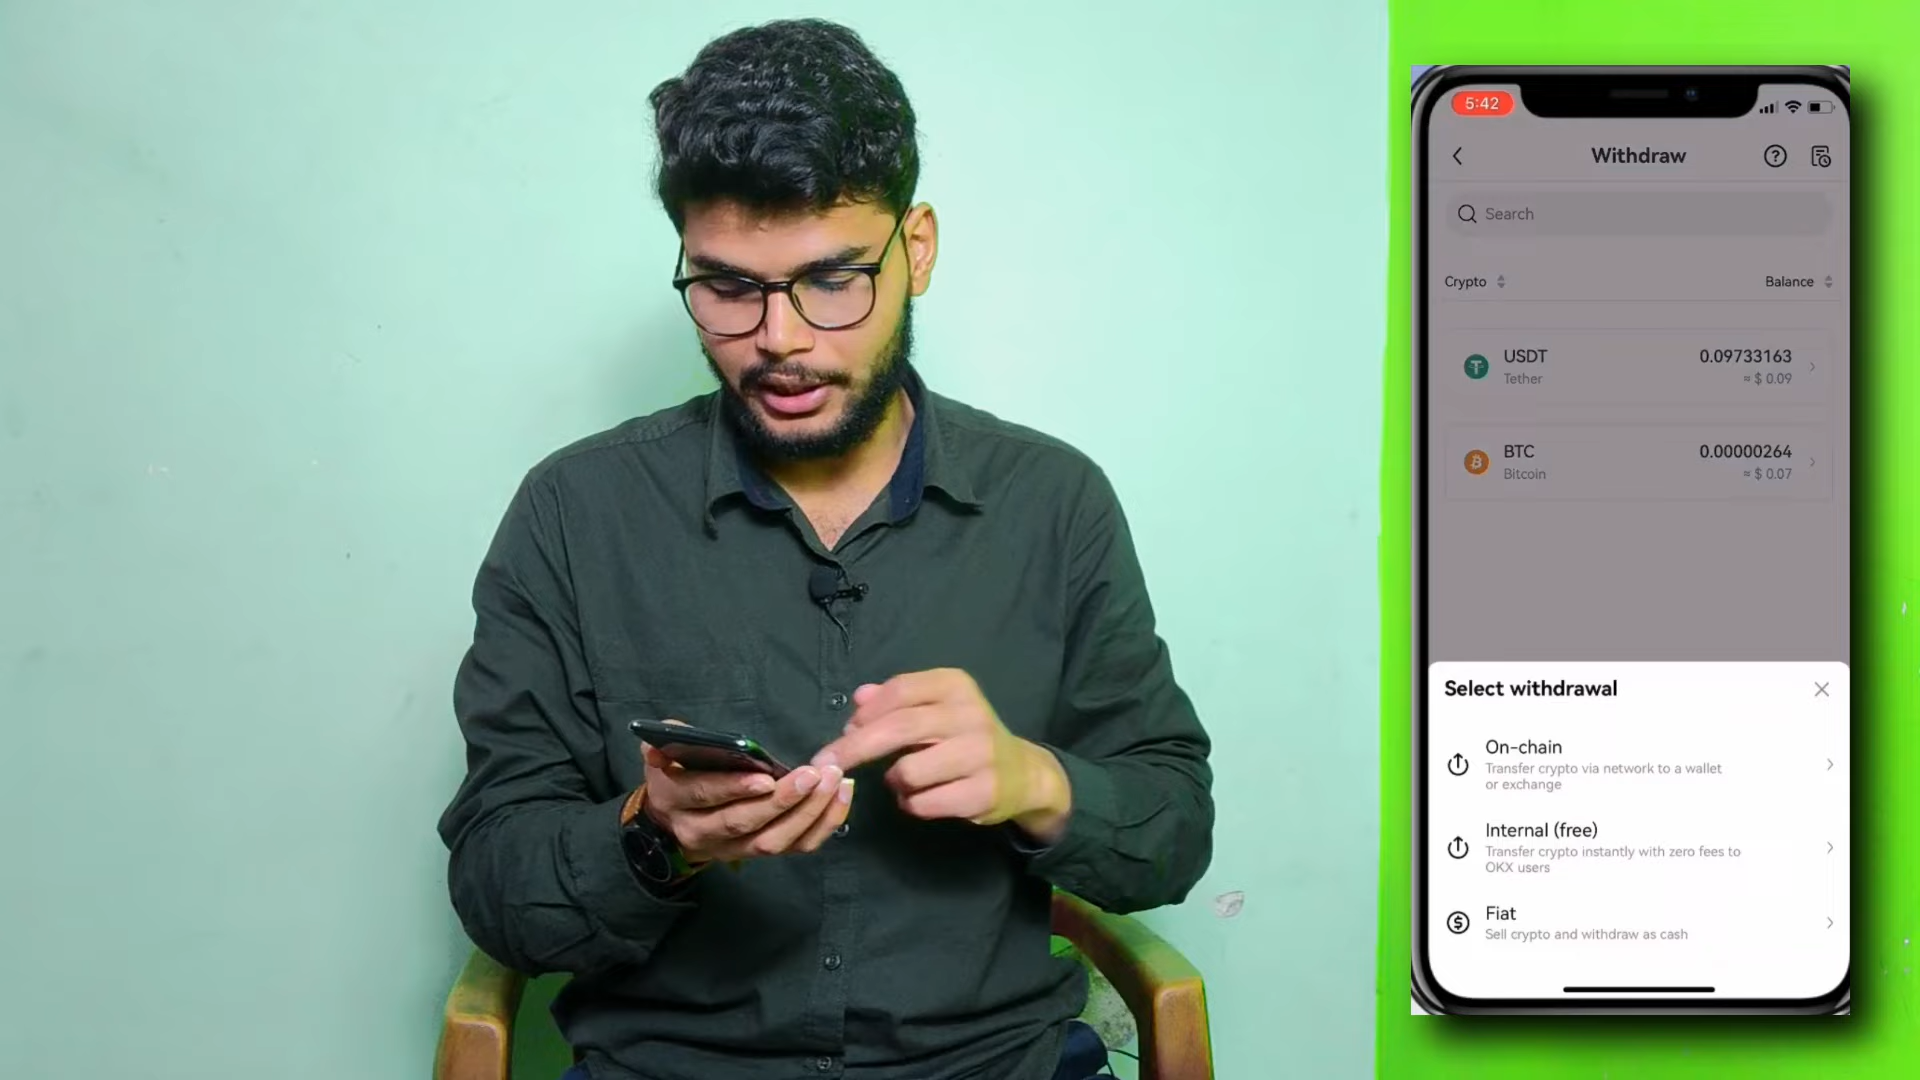 5:42
Withdraw
Search
Crypto
Balance
USDT
0.09733163
Tether
≈ $ 0.09
BTC
0.00000264
Bitcoin
≈ $ 0.07
Select withdrawal
On-chain
Transfer crypto via network to a wallet
or exchange
Internal (free)
Transfer crypto instantly with zero fees to
OKX users
Fiat
Sell crypto and withdraw as cash